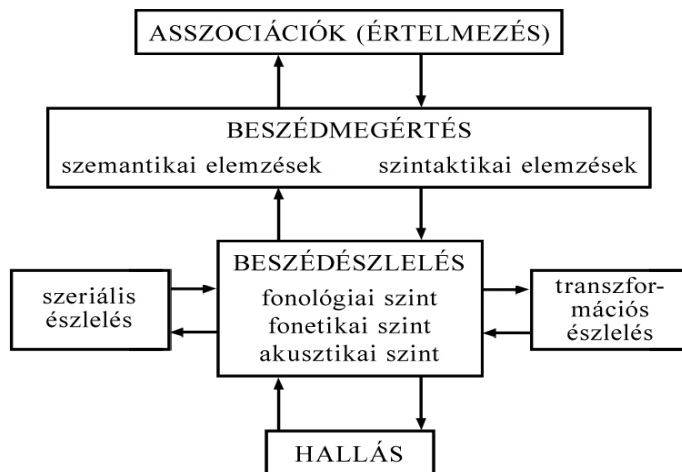 ASSZOCIÁCIÓK (ÉRTELMEZÉS)
BESZÉDMEGÉRTÉS
szemantikai elemzések szintaktikai elemzések
BESZÉDÉSZLELÉS
fonológiai szint
fonetikai szint
akusztikai szint
szeriális
észlelés
transzfor-
mációs
észlelés
HALLÁS